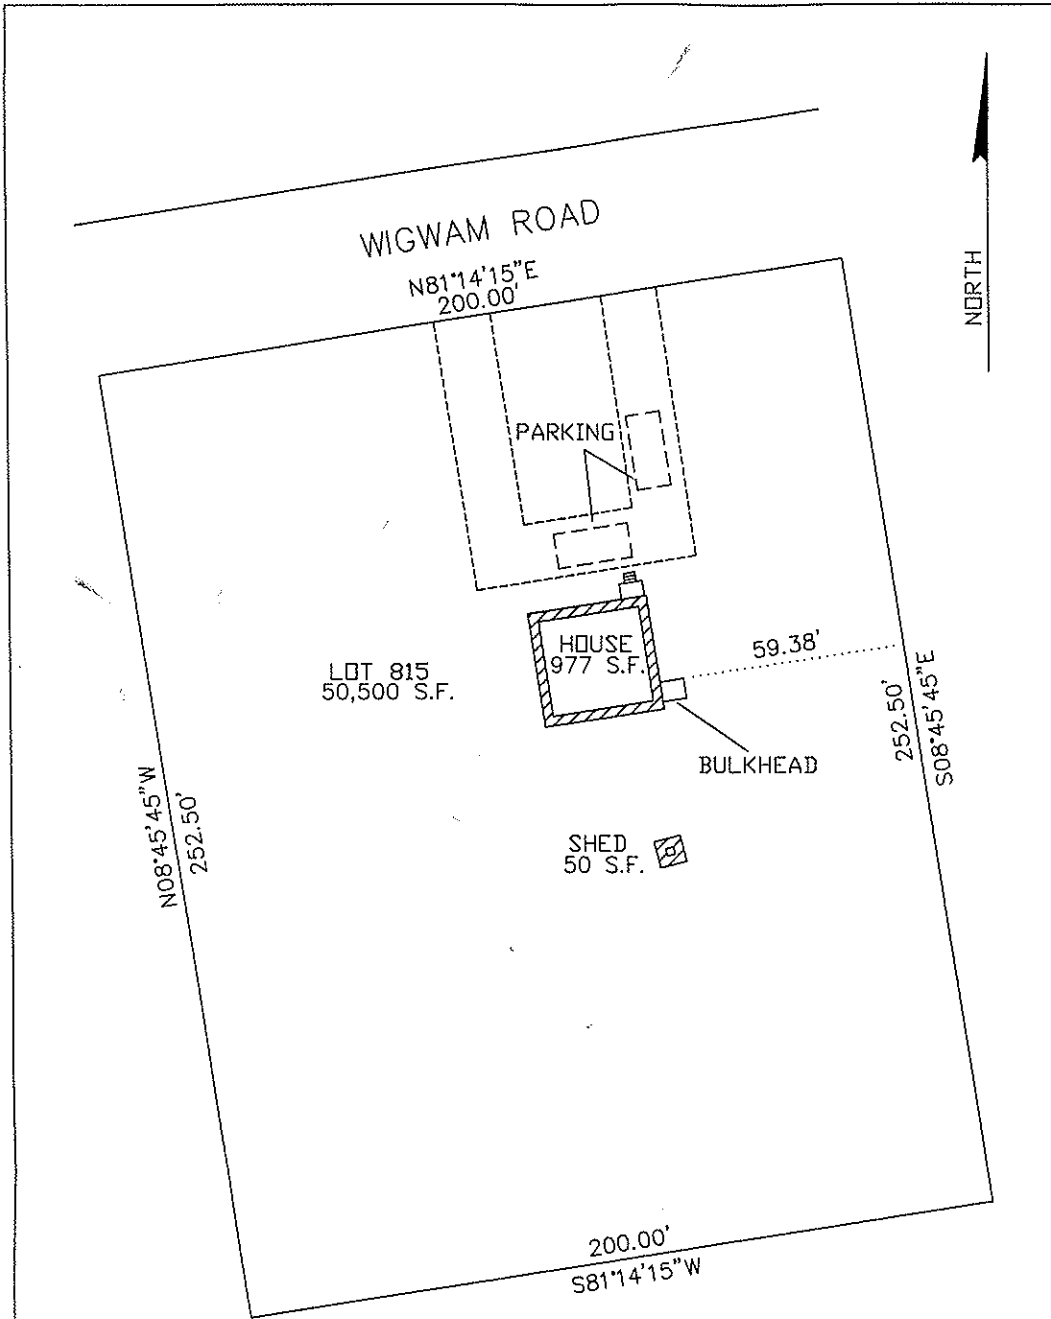 WIGWAM ROAD
N81°14'15"E
200.00'
NORTH
PARKING
HOUSE
977 S.F.
59.38'
LOT 815
50,500 S.F.
252.50'
S08°45'45"E
BULKHEAD
N08°45'45"W
252.50'
SHED
50 S.F.
200.00'
S81°14'15"W